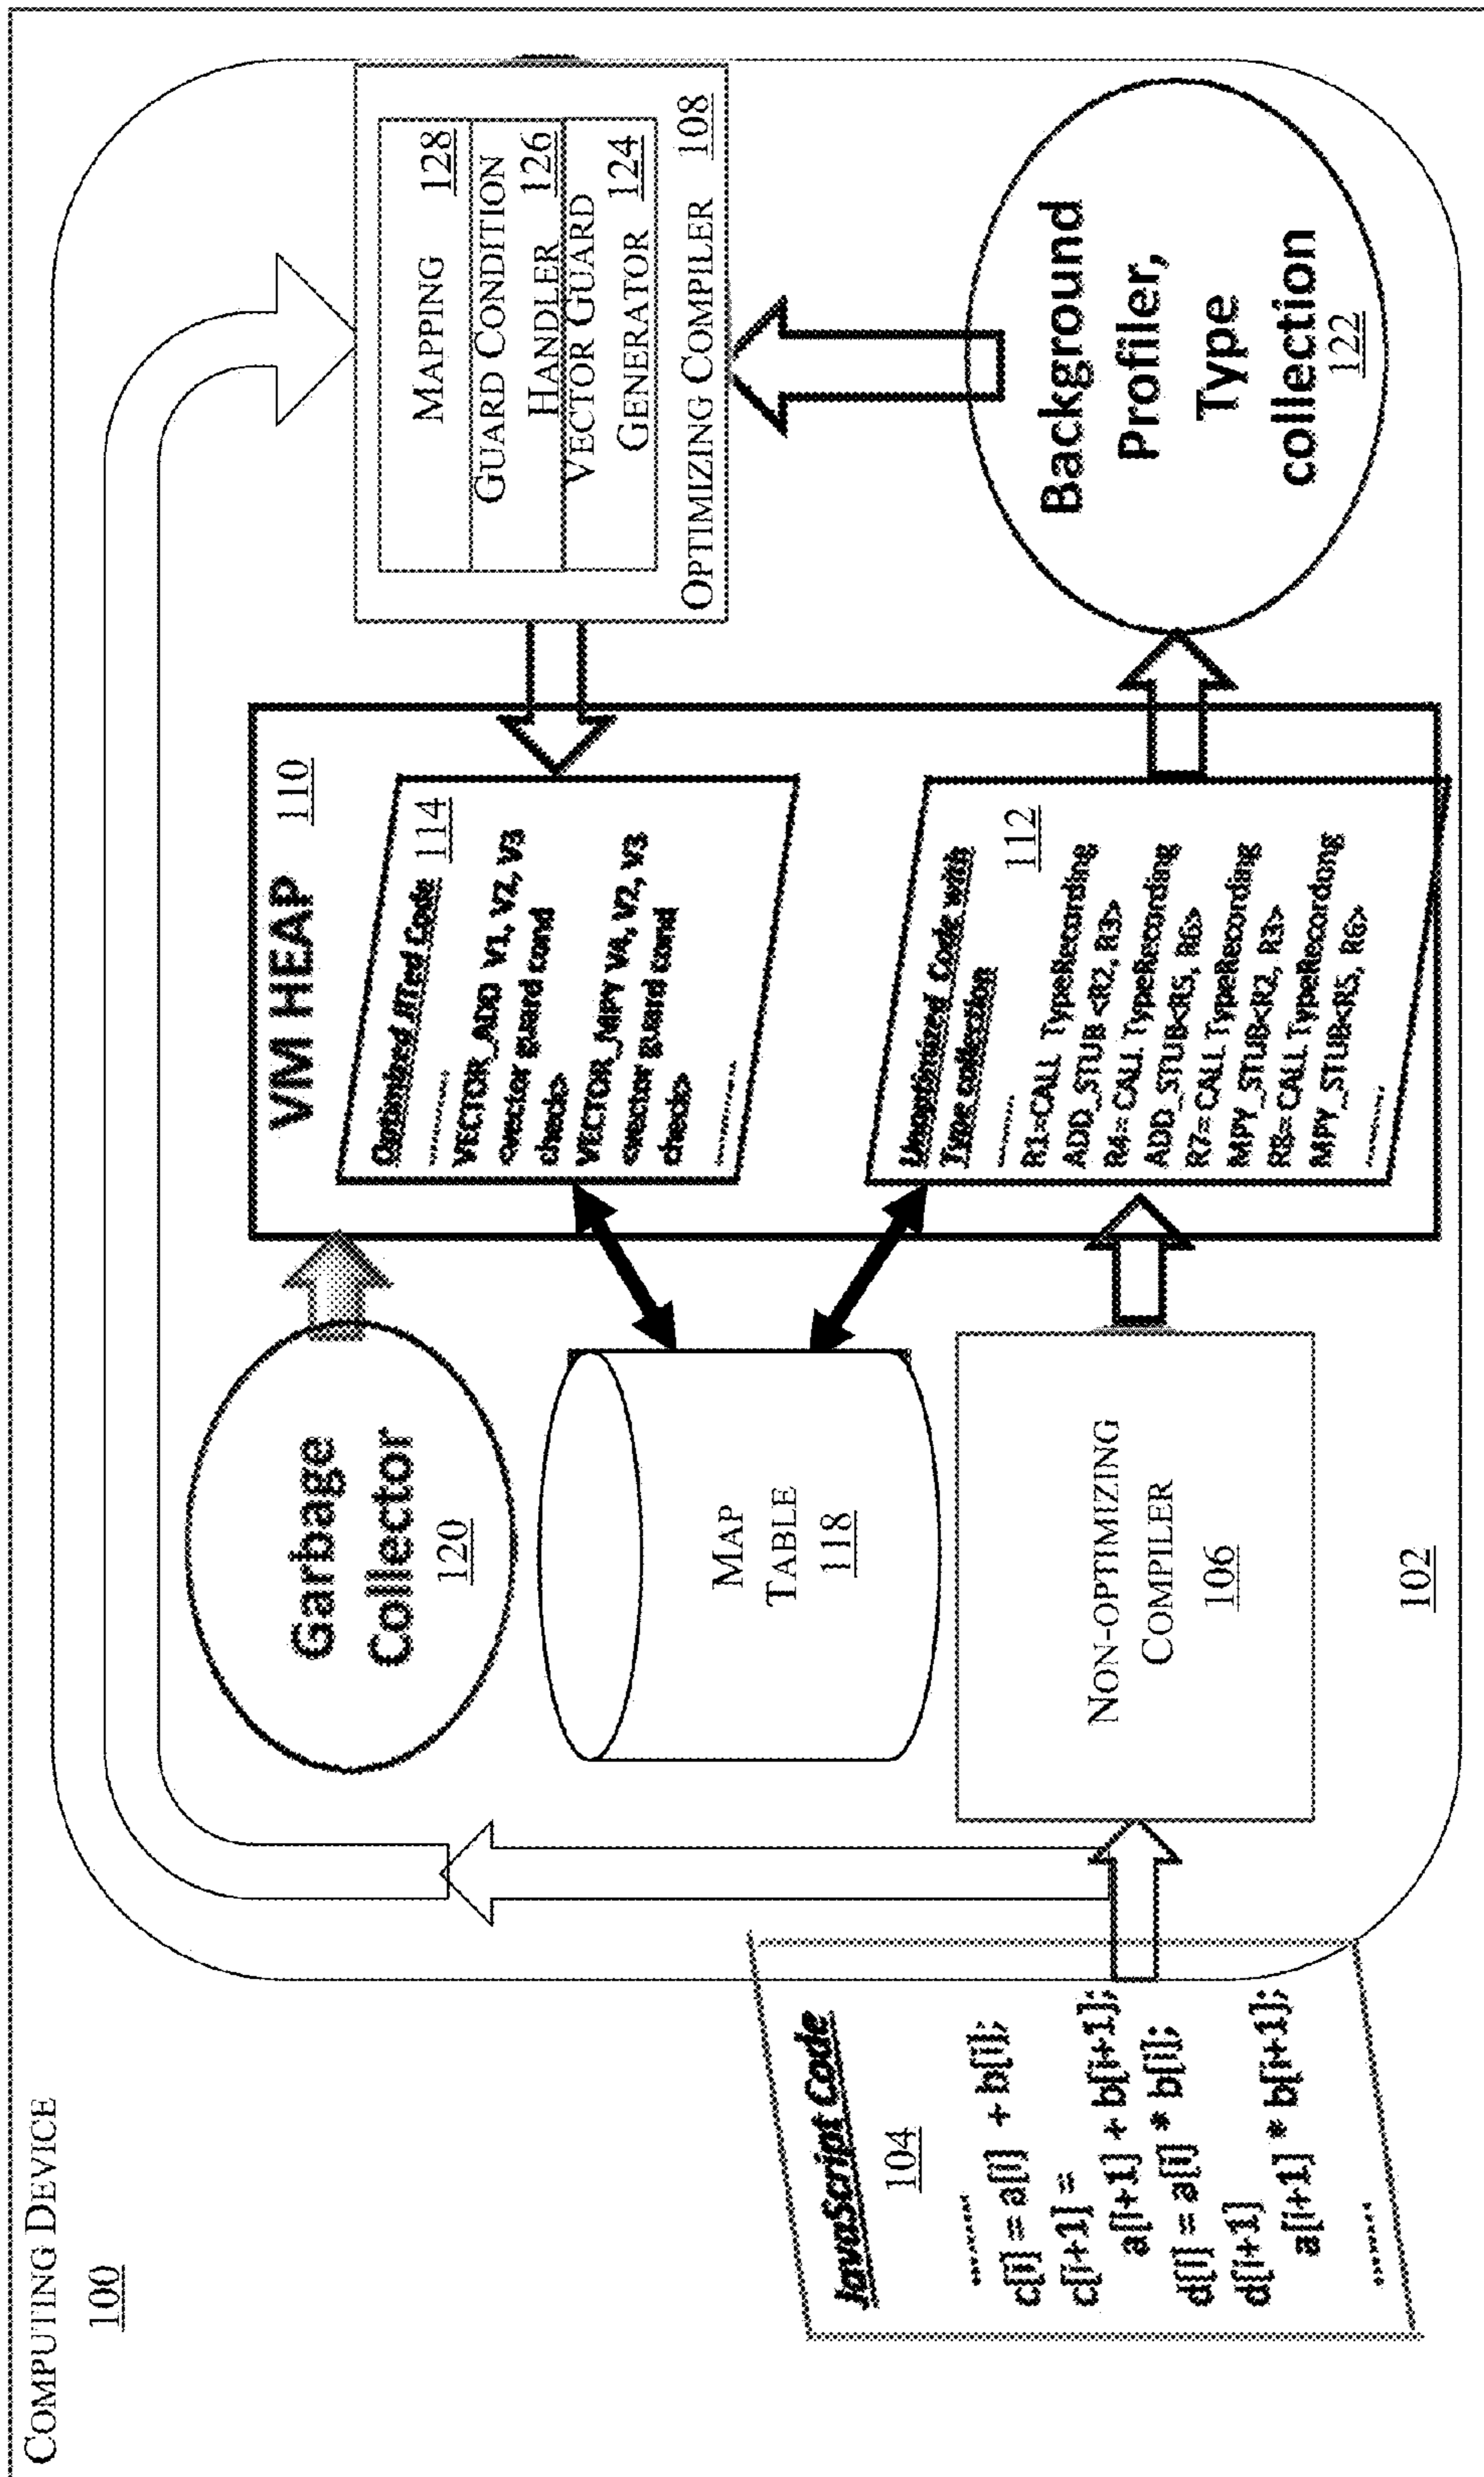 COMPUTING DEVICE
100
JavaScript Code
104
........
c[i] = a[i] + b[i];
c[i+1] =
a[i+1] + b[i+1];
d[i] = a[i] * b[i];
d[i+1]
a[i+1] * b[i+1];
........
Garbage
Collector
120
MAP
TABLE
118
NON-OPTIMIZING
COMPILER
106
102
VM HEAP 110
Optimized JITed Code 114
........
VECTOR_ADD V1, V2, V3
<vector guard cond
check>
VECTOR_MPY V4, V2, V3
<vector guard cond
check>
........
Unoptimized Code with
Type collection
112
........
R1=CALL TypeRecording
ADD_STUB <R2, R3>
R4=CALL TypeRecording
ADD_STUB<R5, R6>
R7=CALL TypeRecording
MPY_STUB<R2, R3>
R8=CALL TypeRecordong
MPY_STUB<R5, R6>
........
MAPPING 128
GUARD CONDITION
HANDLER 126
VECTOR GUARD
GENERATOR 124
OPTIMIZING COMPILER 108
Background
Profiler,
Type
collection
122